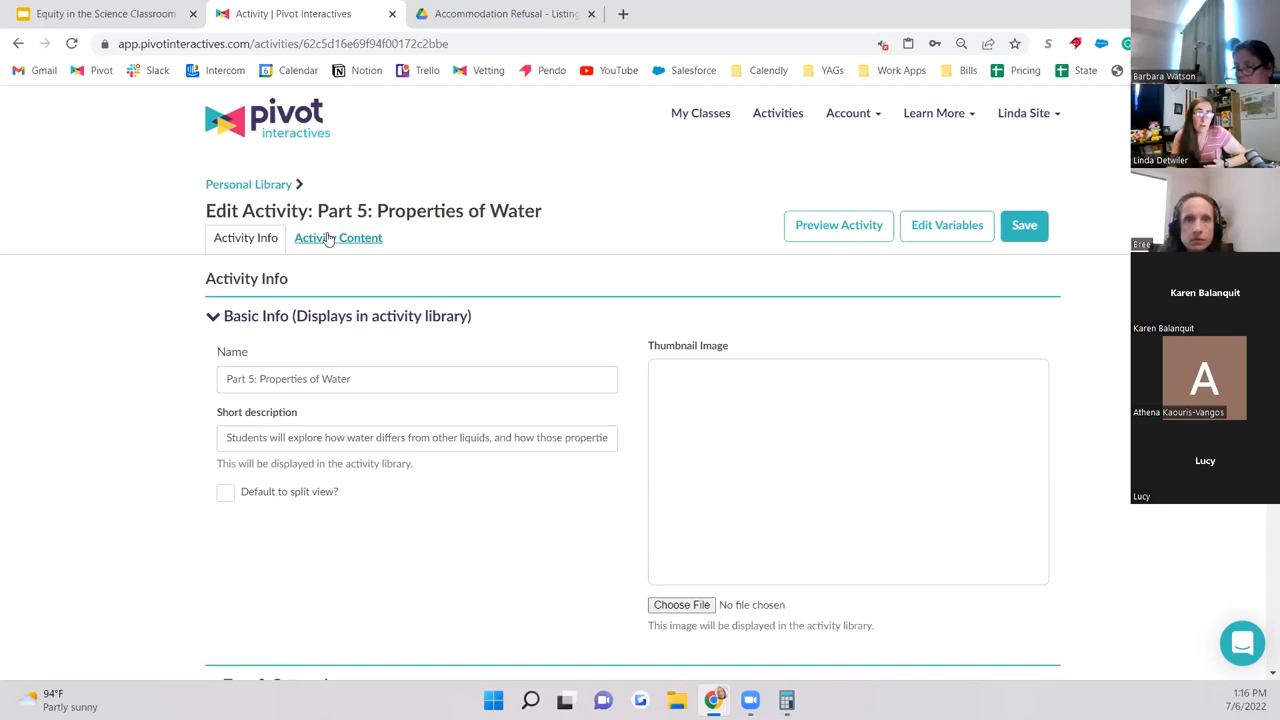 Equity in the Science Classroom
Activity | Pivot Interactives
Accommodation Refusal - Listing
app.pivotinteractives.com/activities/62c5d16e69f94f00172c2bbe
Gmail
Pivot
Slack
Intercom
Calendar
Notion
Trello
Vetting
Pendo
YouTube
Salesforce
Calendly
YAGs
Work Apps
Bills
Pricing
State
pivot
interactives
My Classes
Activities
Account
Learn More
Linda Site
Personal Library
Edit Activity: Part 5: Properties of Water
Activity Info
Activity Content
Preview Activity
Edit Variables
Save
Activity Info
Basic Info (Displays in activity library)
Name
Part 5: Properties of Water
Short description
Students will explore how water differs from other liquids, and how those propertie
This will be displayed in the activity library.
Default to split view?
Thumbnail Image
Choose File No file chosen
This image will be displayed in the activity library.
Barbara Watson
Linda Detwiler
Bree
Karen Balanquit
Karen Balanquit
A
Athena Kaouris-Vangos
Lucy
Lucy
94°F
Partly sunny
1:16 PM
7/6/2022